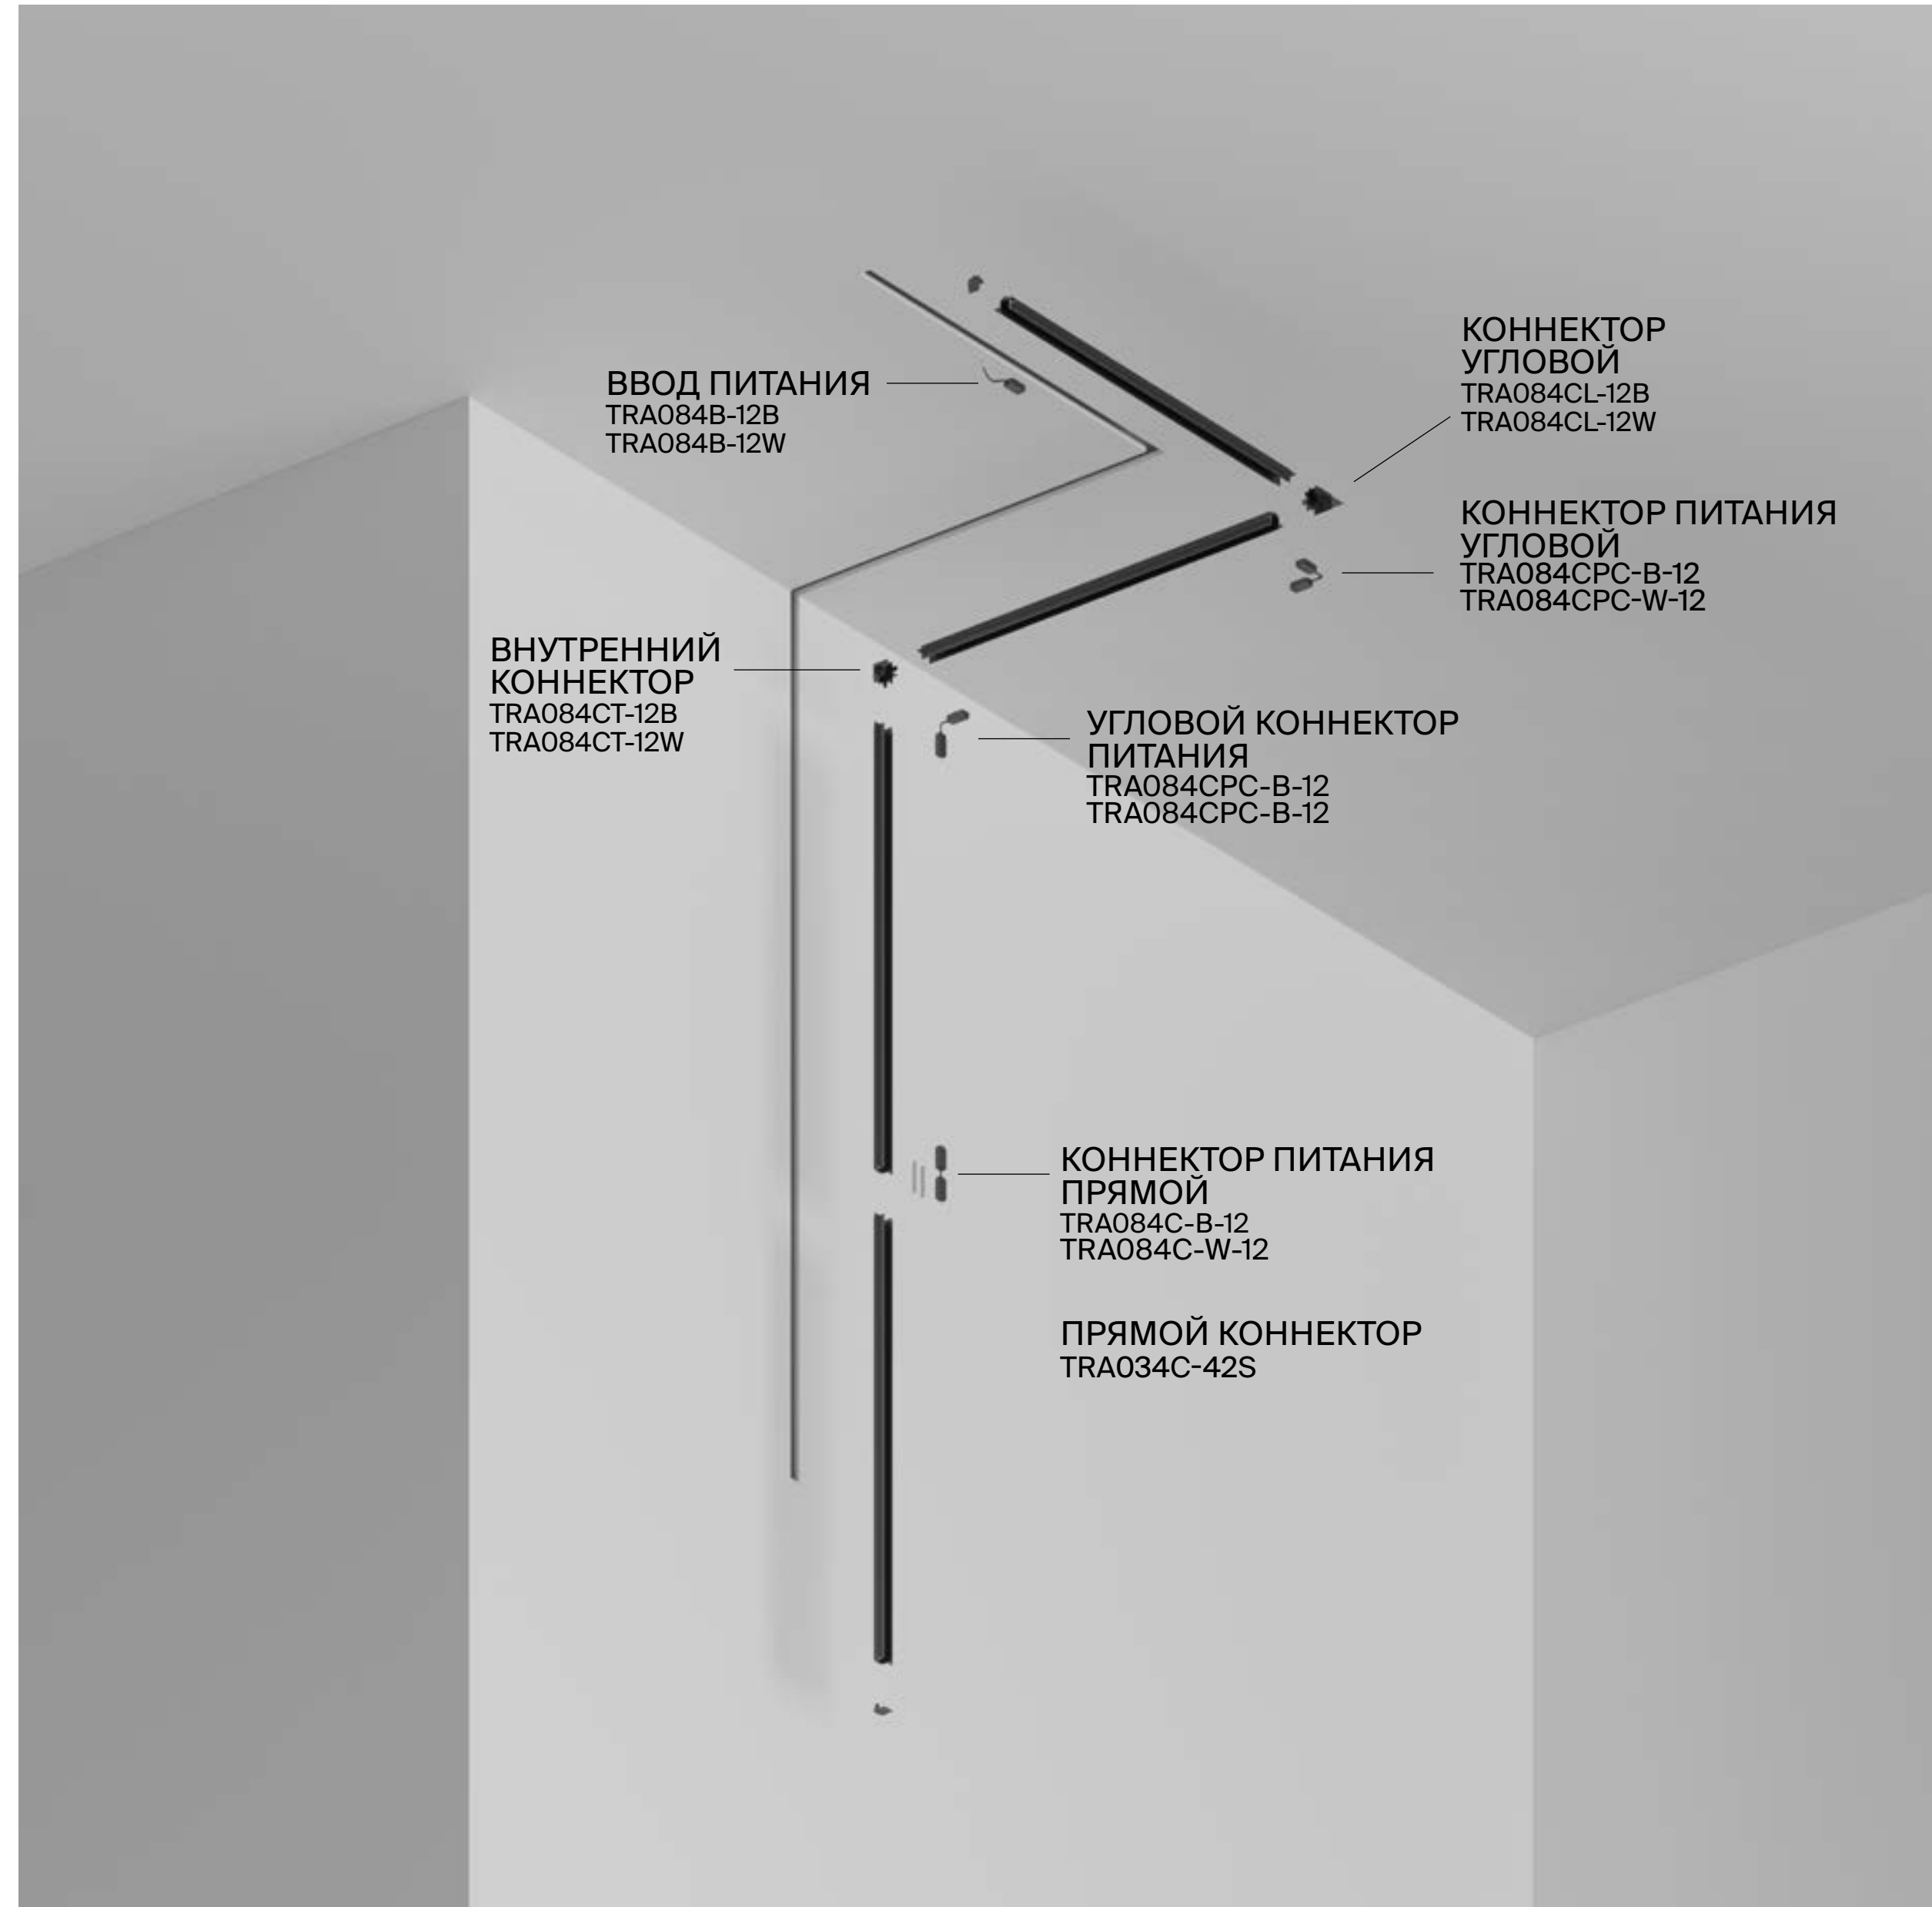 КОННЕКТОР
УГЛОВОЙ
TRA084CL-12B
TRA084CL-12W
ВВОД ПИТАНИЯ
TRA084B-12B
TRA084B-12W
КОННЕКТОР ПИТАНИЯ
УГЛОВОЙ
TRA084CPC-B-12
TRA084CPC-W-12
ВНУТРЕННИЙ
КОННЕКТОР
TRA084CT-12B
TRA084CT-12W
УГЛОВОЙ КОННЕКТОР
ПИТАНИЯ
TRA084CPC-B-12
TRA084CPC-B-12
КОННЕКТОР ПИТАНИЯ
ПРЯМОЙ
TRA084C-B-12
TRA084C-W-12
ПРЯМОЙ КОННЕКТОР
TRA034C-42S